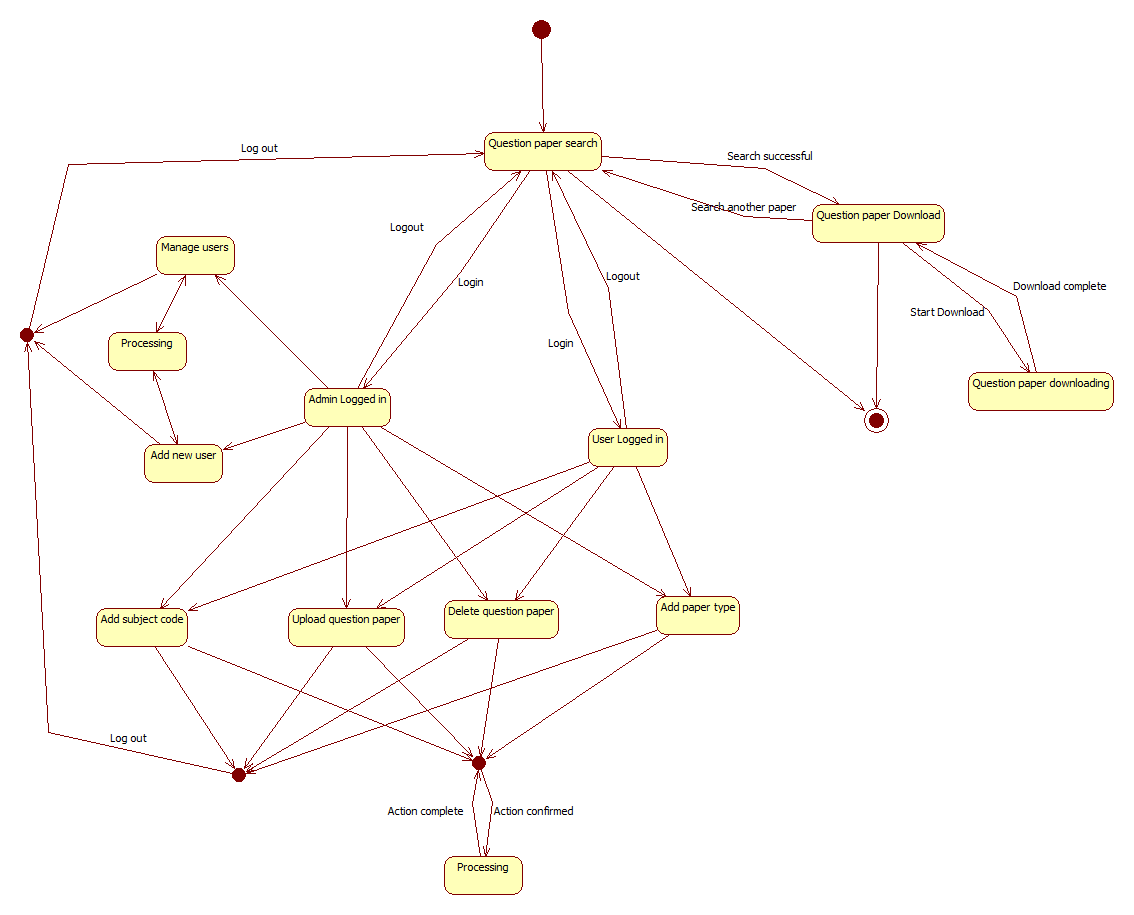 Question paper search
Log out
Search successful
Search another paper
Question paper Download
Logout
Manage users
Login
Logout
Download complete
Start Download
Processing
Login
Question paper downloading
Admin Logged in
User Logged in
Add new user
Add subject code
Upload question paper
Delete question paper
Add paper type
Log out
Action complete
Action confirmed
Processing